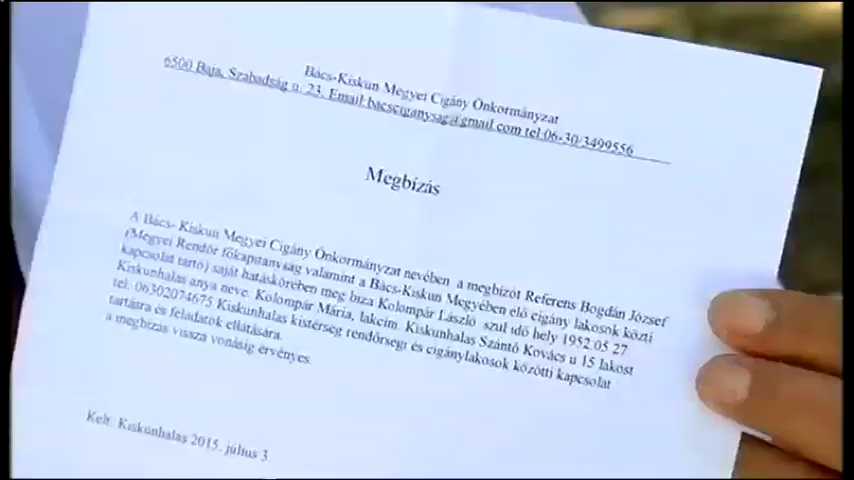 Bács-Kiskun Megyei Cigány Önkormányzat
6500 Baja, Szabadság u. 23. Email bacsciganysag@gmail.com tel:06-30/3499556
Megbízás
A Bács- Kiskun Megyei Cigány Önkormányzat nevében a megbízót Referens Bogdán József
(Megyei Rendőr főkapitányság valamint a Bács-Kiskun Megyében élő cigány lakosok közti
kapcsolat tartó) saját hatáskörében meg bíza Kolompár László szul idő hely 1952.05 27
Kiskunhalas anya neve. Kolompár Mária, lakcím. Kiskunhalas Szántó Kovács u 15 lakost
tel. 06302074675 Kiskunhalas kistérség rendőrségi és cigánylakosok közötti kapcsolat
tartásra és feladatok ellátására.
a megbízás vissza vonásig érvényes.
Kelt. Kiskunhalas 2015. július 3